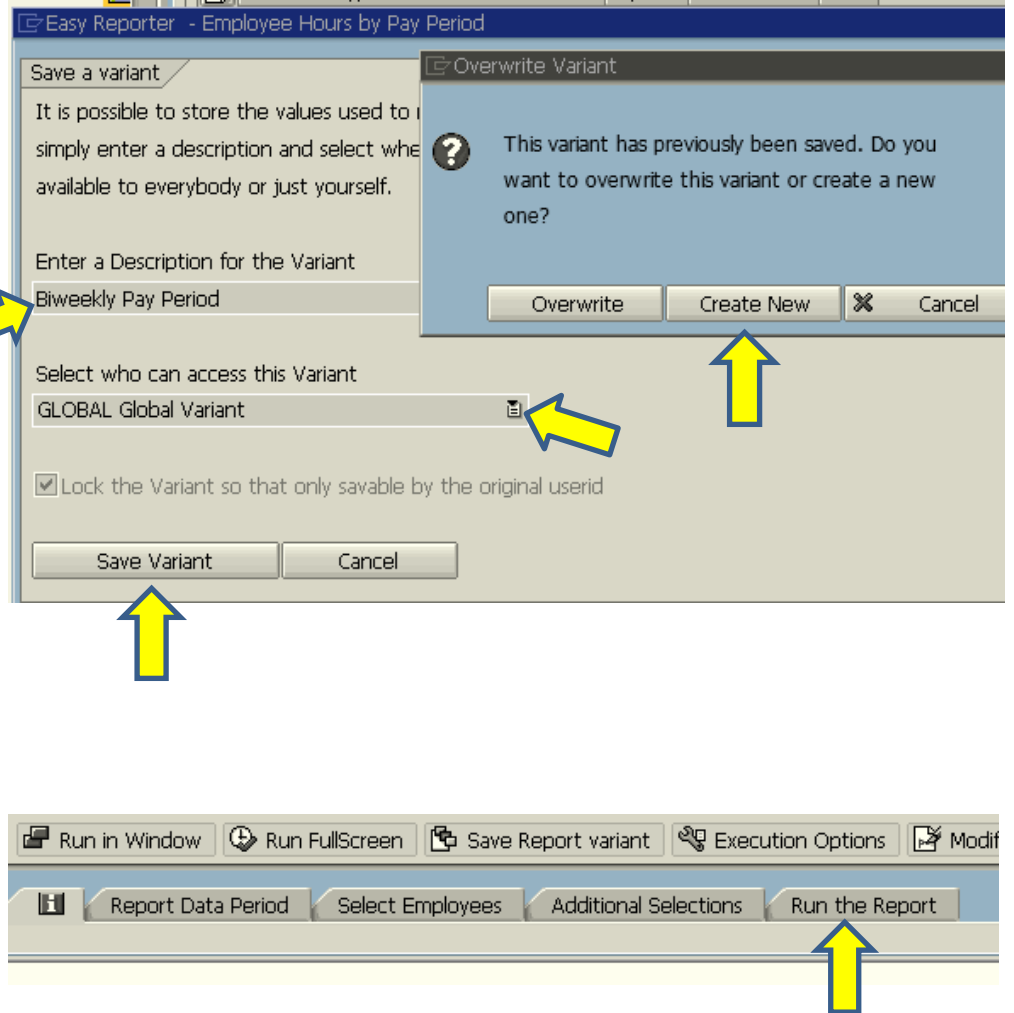 Easy Reporter - Employee Hours by Pay Period
Save a variant
It is possible to store the values used to
simply enter a description and select whe
available to everybody or just yourself.
Enter a Description for the Variant
Biweekly Pay Period
Select who can access this Variant
GLOBAL Global Variant
Lock the Variant so that only savable by the original userid
Save Variant Cancel
Overwrite Variant
This variant has previously been saved. Do you
want to overwrite this variant or create a new
one?
Overwrite Create New Cancel
Run in Window Run FullScreen Save Report variant Execution Options Modif
Report Data Period Select Employees Additional Selections Run the Report